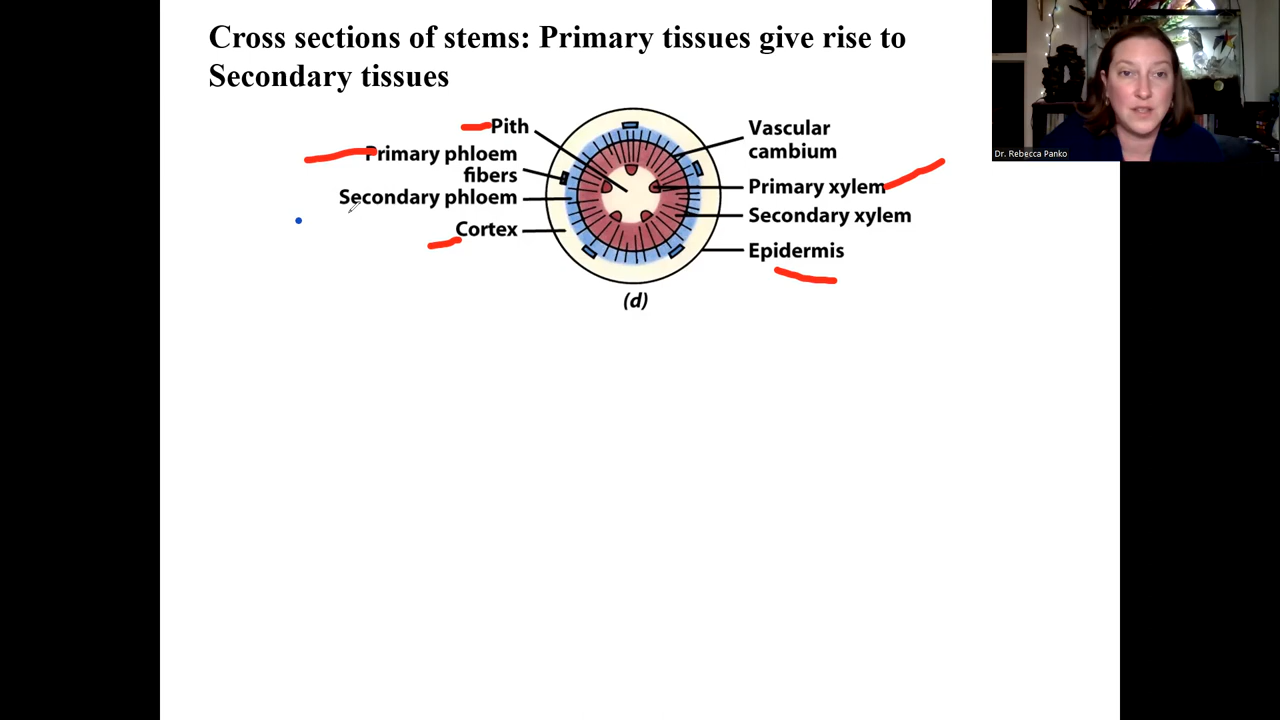 Cross sections of stems: Primary tissues give rise to
Secondary tissues
Pith
Primary phloem
fibers
Secondary phloem
Cortex
Vascular
cambium
Primary xylem
Secondary xylem
Epidermis
(d)
Dr. Rebecca Panko